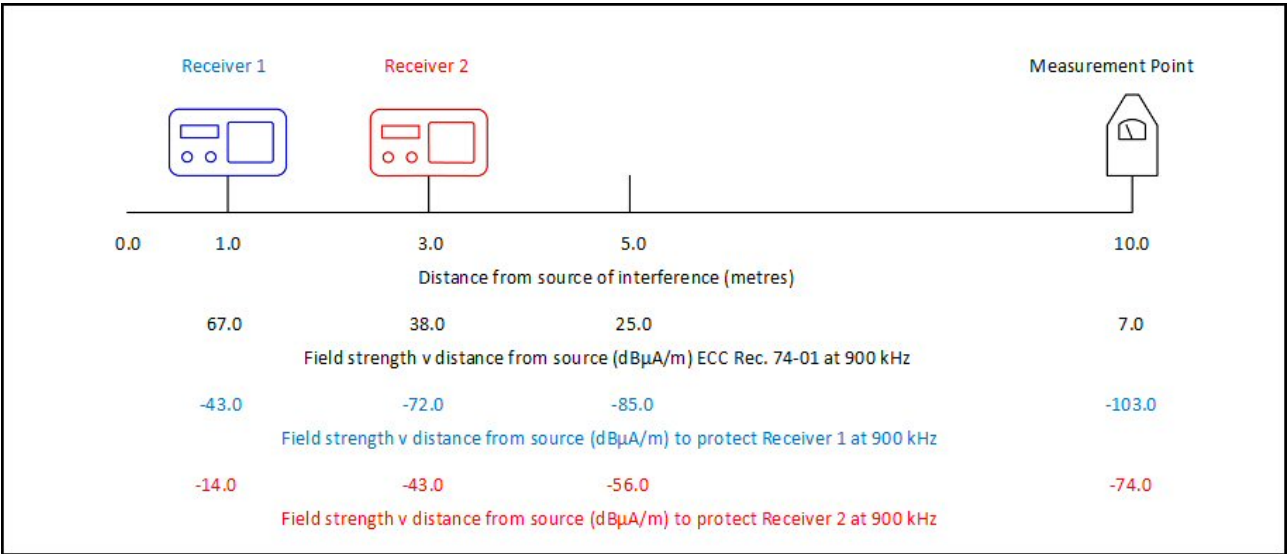 Receiver 1 Receiver 2 Measurement Point
0.0 1.0 3.0 5.0 10.0
Distance from source of interference (metres)
67.0 38.0 25.0 7.0
Field strength v distance from source (dBµA/m) ECC Rec. 74-01 at 900 kHz
-43.0 -72.0 -85.0 -103.0
Field strength v distance from source (dBµA/m) to protect Receiver 1 at 900 kHz
-14.0 -43.0 -56.0 -74.0
Field strength v distance from source (dBµA/m) to protect Receiver 2 at 900 kHz